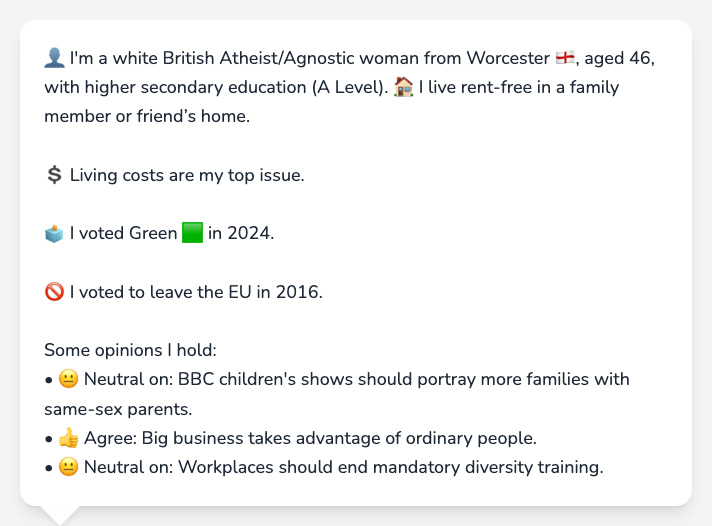 👤 I'm a white British Atheist/Agnostic woman from Worcester 🏴󠁧󠁢󠁥󠁮󠁧󠁿, aged 46,
with higher secondary education (A Level). 🏠 I live rent-free in a family
member or friend’s home.
💲 Living costs are my top issue.
🗳️ I voted Green 🟩 in 2024.
🚫 I voted to leave the EU in 2016.
Some opinions I hold:
• 😐 Neutral on: BBC children's shows should portray more families with
same-sex parents.
• 👍 Agree: Big business takes advantage of ordinary people.
• 😐 Neutral on: Workplaces should end mandatory diversity training.